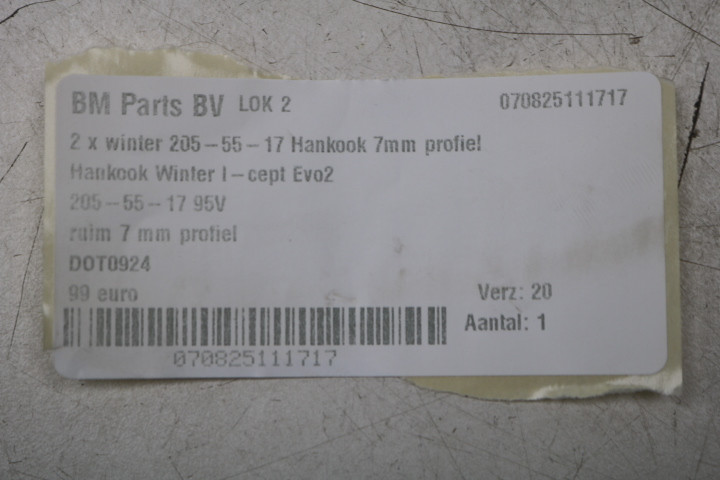 BM Parts BV LOK 2 070825111717
2 x winter 205-55-17 Hankook 7mm profiel
Hankook Winter I-cept Evo2
205-55-17 95V
ruim 7 mm profiel
DOT0924
99 euro
Verz: 20
Aantal: 1
070825111717